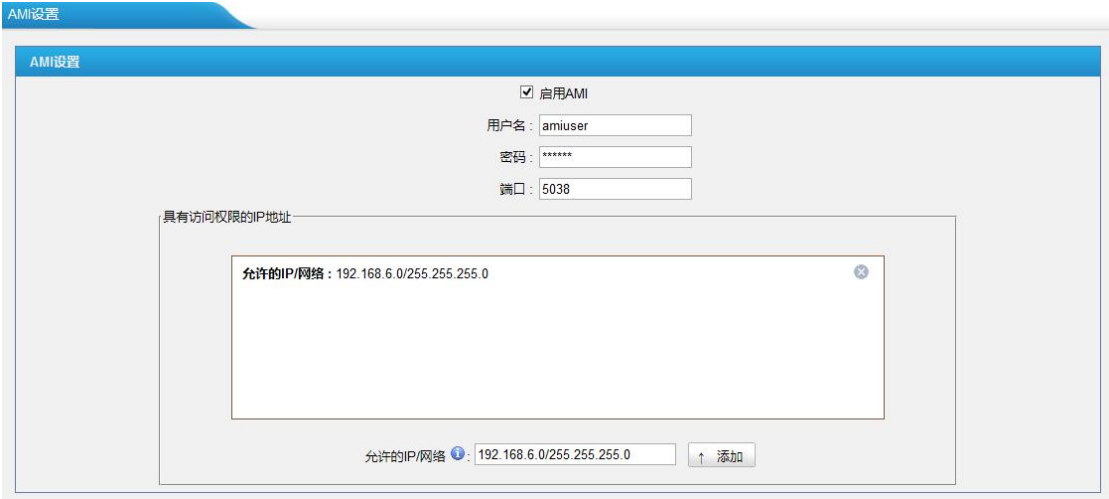 AMI设置
AMI设置
启用AMI
用户名 : amiuser
密码 : ******
端口 : 5038
具有访问权限的IP地址
允许的IP/网络 : 192.168.6.0/255.255.255.0
允许的IP/网络 : 192.168.6.0/255.255.255.0 ↑ 添加